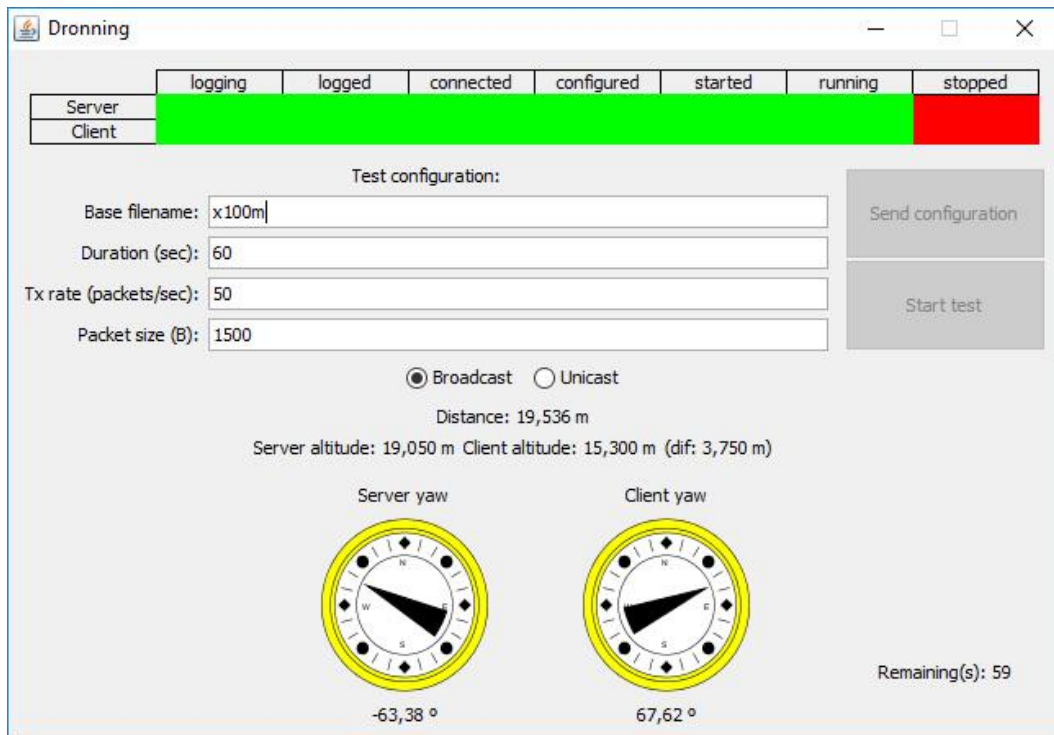 Dronning
logging logged connected configured started running stopped
Server
Client
Test configuration:
Base filename: x100m
Send configuration
Duration (sec): 60
Tx rate (packets/sec): 50
Start test
Packet size (B): 1500
Broadcast Unicast
Distance: 19,536 m
Server altitude: 19,050 m Client altitude: 15,300 m (dif: 3,750 m)
Server yaw Client yaw
N N
W E E
S S
Remaining(s): 59
-63,38 º 67,62 º